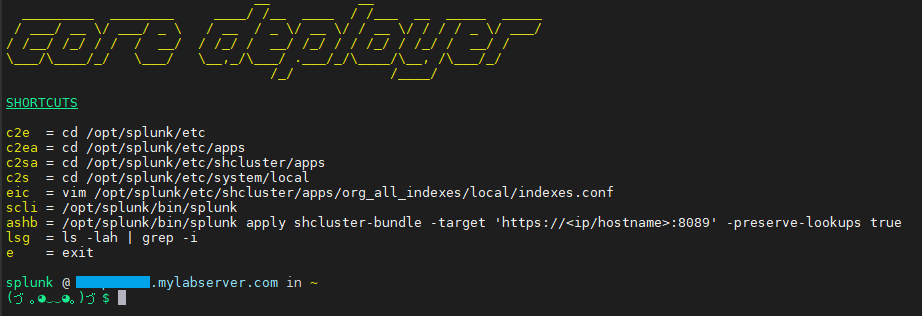 core deployer
SHORTCUTS
c2e = cd /opt/splunk/etc
c2ea = cd /opt/splunk/etc/apps
c2sa = cd /opt/splunk/etc/shcluster/apps
c2s = cd /opt/splunk/etc/system/local
eic = vim /opt/splunk/etc/shcluster/apps/org_all_indexes/local/indexes.conf
scli = /opt/splunk/bin/splunk
ashb = /opt/splunk/bin/splunk apply shcluster-bundle -target 'https://<ip/hostname>:8089' -preserve-lookups true
lsg = ls -lah | grep -i
e = exit
splunk @ .mylabserver.com in ~
(づ ｡◕‿‿◕｡)づ $